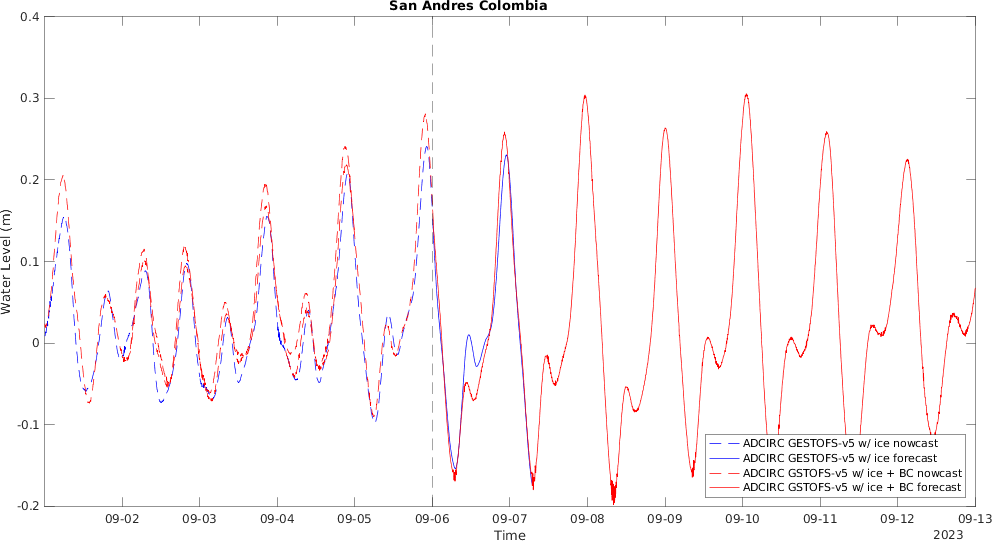 San Andres Colombia
0.4
0.3
0.2
0.1
0
-0.1
-0.2
Water Level (m)
ADCIRC GESTOFS-v5 w/ ice nowcast
ADCIRC GESTOFS-v5 w/ ice forecast
ADCIRC GSTOFS-v5 w/ ice + BC nowcast
ADCIRC GSTOFS-v5 w/ ice + BC forecast
09-02 09-03 09-04 09-05 09-06 09-07 09-08 09-09 09-10 09-11 09-12 09-13
Time
2023